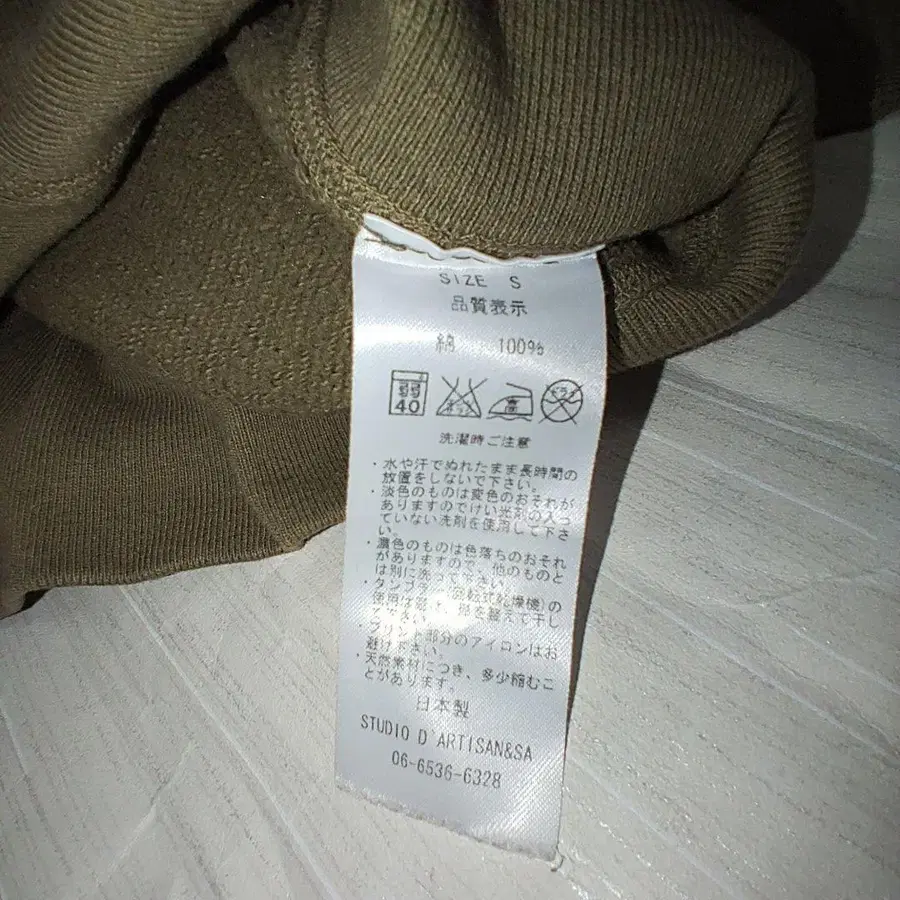 SIZE S
品質表示
綿 100%
弱
40
高
ドライ
洗濯時ご注意
・水や汗でぬれたまま長時間の
放置をしないで下さい。
・淡色のものは変色のおそれが
ありますのでけい光剤の入っ
ていない洗剤を使用して下さ
い。
・濃色のものは色落ちのおそれ
がありますので、他のものと
は別に洗って下さい。
・タンブラー(回転式乾燥機)の
使用は避け、形を整えて干し
て下さい。
・プリント部分のアイロンはお
避け下さい。
・天然素材につき、多少縮むこ
とがあります。
日本製
STUDIO D'ARTISAN&SA
06-6536-6328